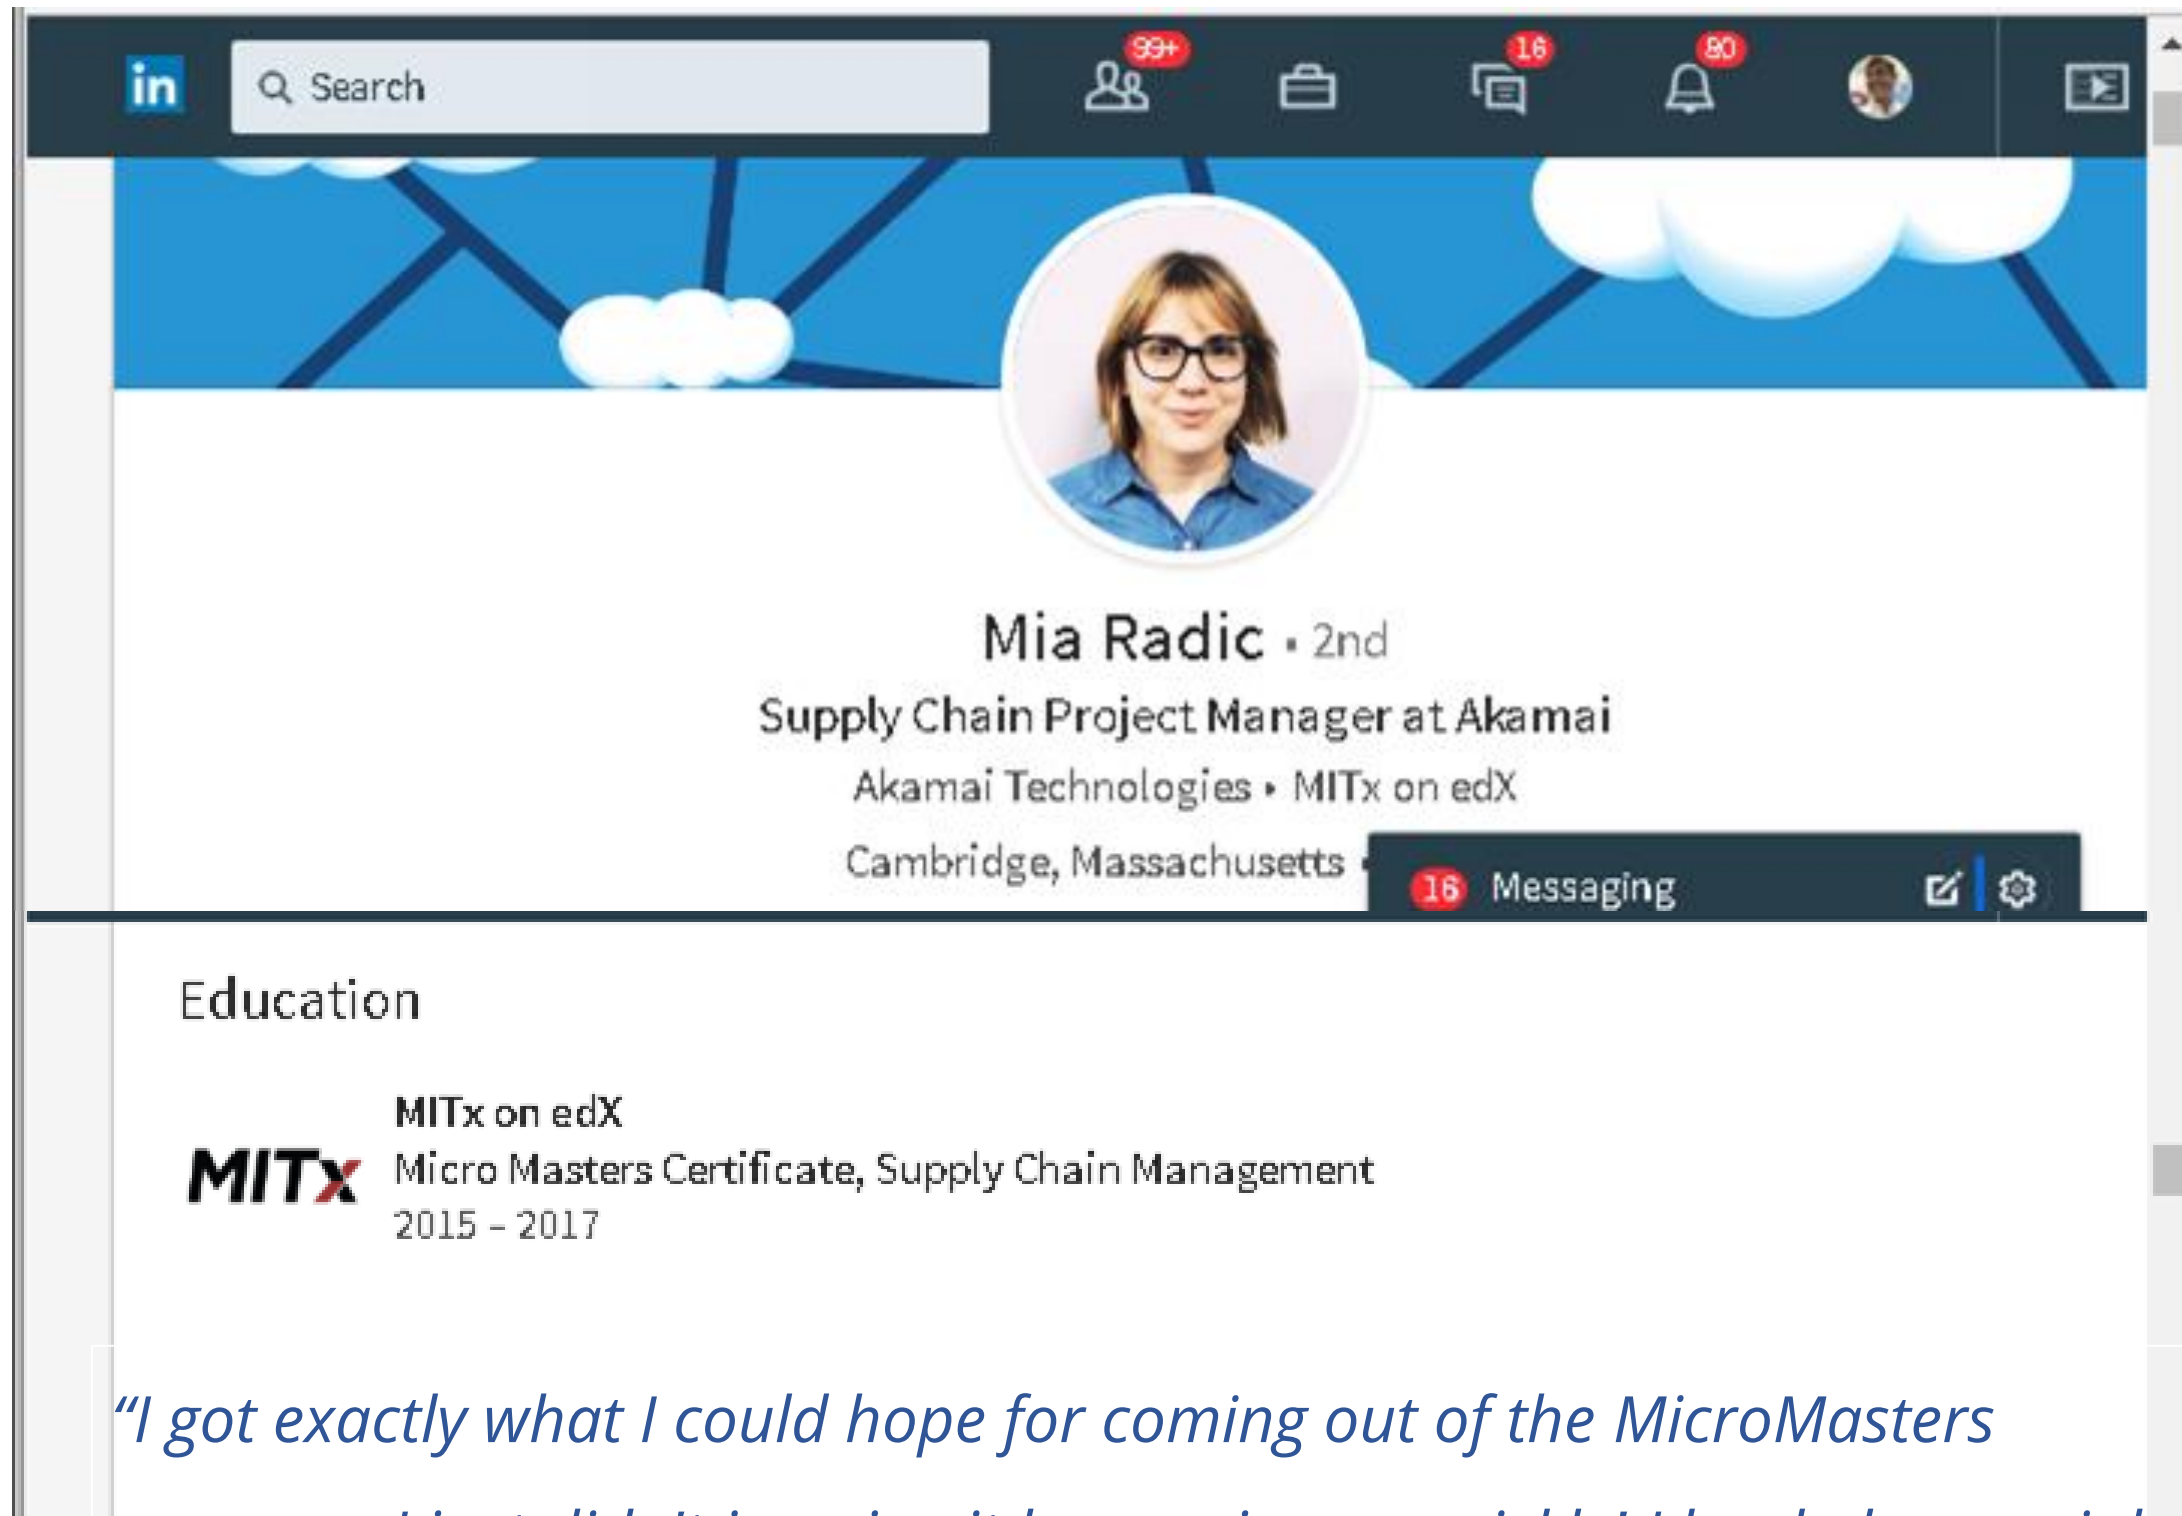 in
Search
99+
16
80
Mia Radic • 2nd
Supply Chain Project Manager at Akamai
Akamai Technologies • MITx on edX
Cambridge, Massachusetts •
16 Messaging
Education
MITx on edX
MITx
Micro Masters Certificate, Supply Chain Management
2015 – 2017
“I got exactly what I could hope for coming out of the MicroMasters